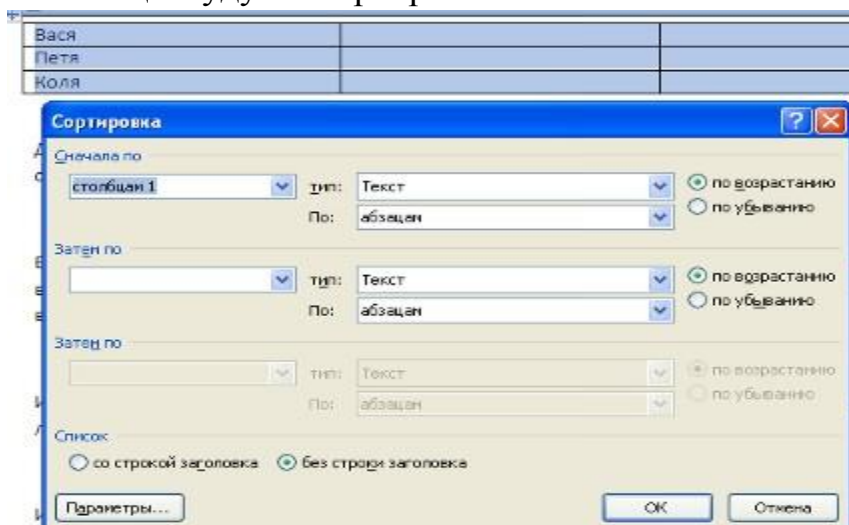 Вася
Петя
Коля
Сортировка
Сначала по
столбцам 1 тип: Текст по возрастанию
По: абзацам по убыванию
Затем по
тип: Текст по возрастанию
По: абзацам по убыванию
Затем по
тип: Текст по возрастанию
По: абзацам по убыванию
Список
со строкой заголовка без строки заголовка
Параметры... ОК Отмена